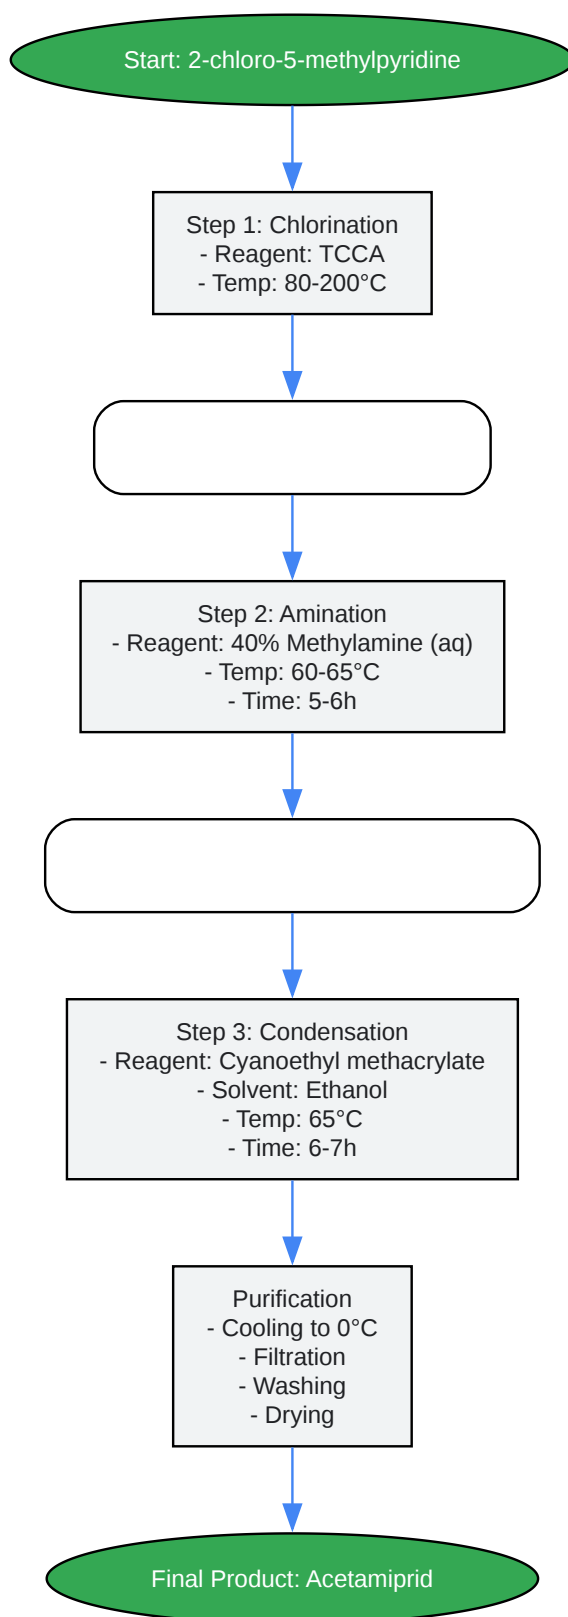 Start: 2-chloro-5-methylpyridine
Step 1: Chlorination
- Reagent: TCCA
- Temp: 80-200°C
Step 2: Amination
- Reagent: 40% Methylamine (aq)
- Temp: 60-65°C
- Time: 5-6h
Step 3: Condensation
- Reagent: Cyanoethyl methacrylate
- Solvent: Ethanol
- Temp: 65°C
- Time: 6-7h
Purification
- Cooling to 0°C
- Filtration
- Washing
- Drying
Final Product: Acetamiprid